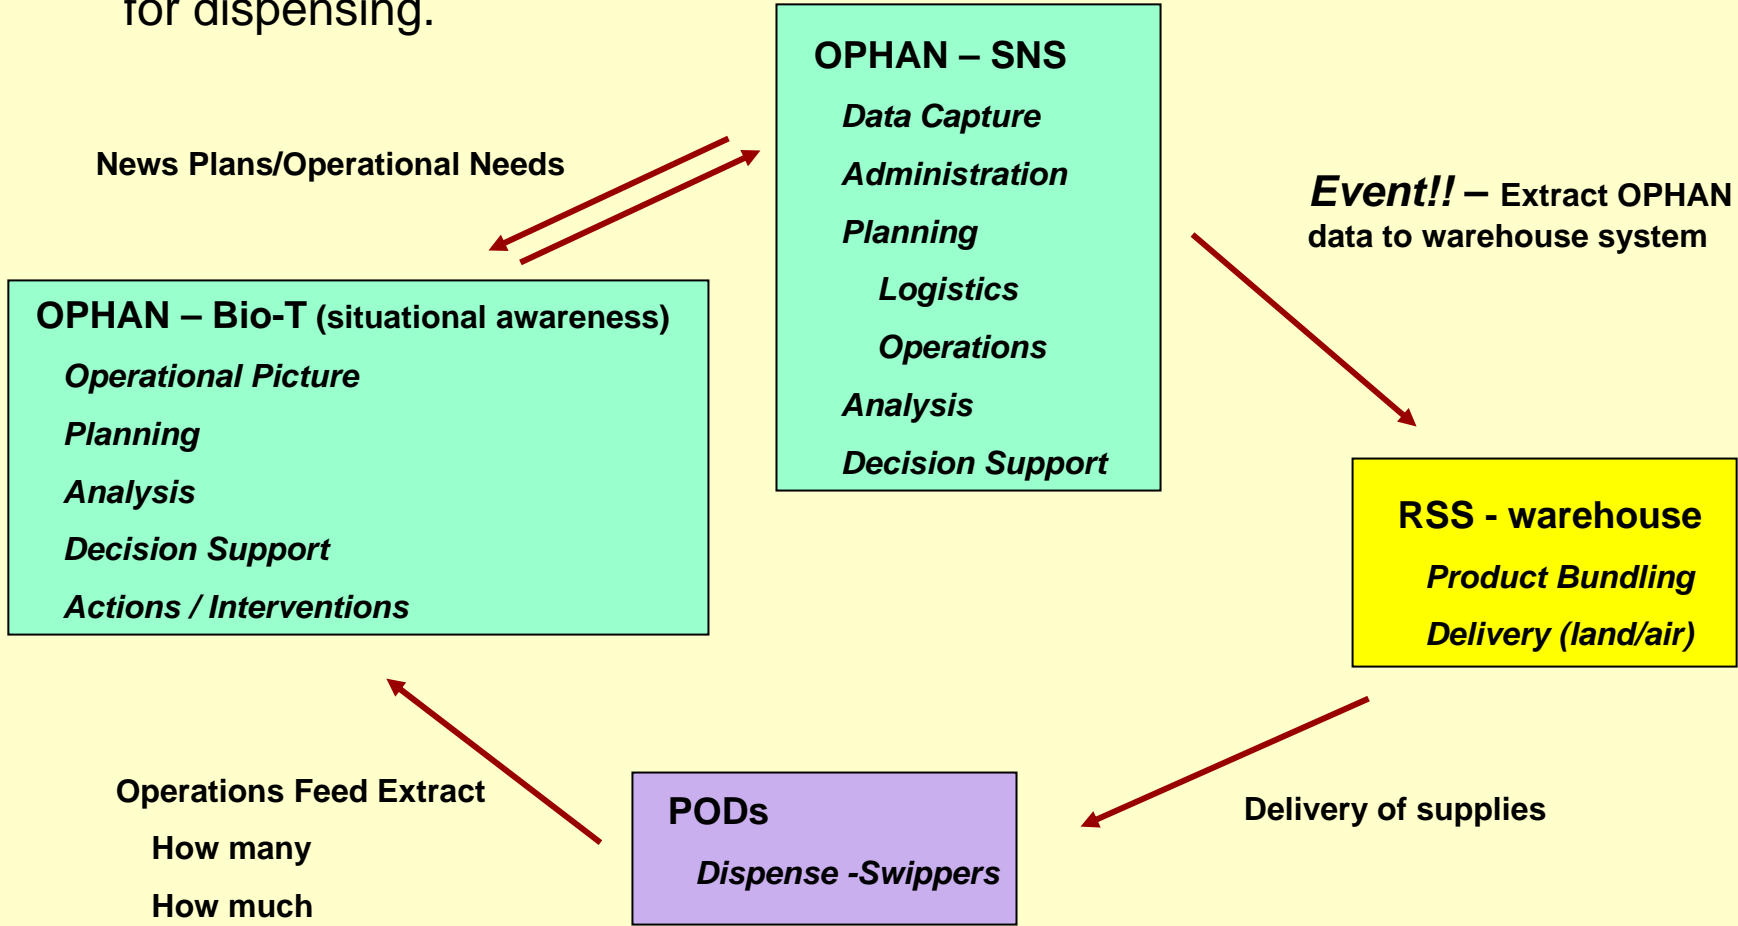 for dispensing.
OPHAN – SNS
Data Capture
Administration
Planning
Logistics
Operations
Analysis
Decision Support
News Plans/Operational Needs
Event!! – Extract OPHAN
data to warehouse system
OPHAN – Bio-T (situational awareness)
Operational Picture
Planning
Analysis
Decision Support
Actions / Interventions
RSS - warehouse
Product Bundling
Delivery (land/air)
Operations Feed Extract
How many
How much
PODs
Dispense -Swippers
Delivery of supplies